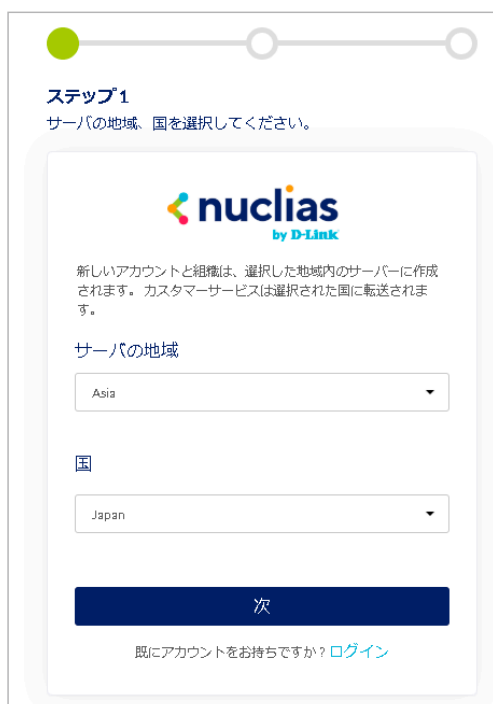 ステップ1
サーバの地域、国を選択してください。
nuclias
by D-Link
新しいアカウントと組織は、選択した地域内のサーバーに作成
されます。 カスタマーサービスは選択された国に転送されま
す。
サーバの地域
Asia
国
Japan
次
既にアカウントをお持ちですか？ログイン